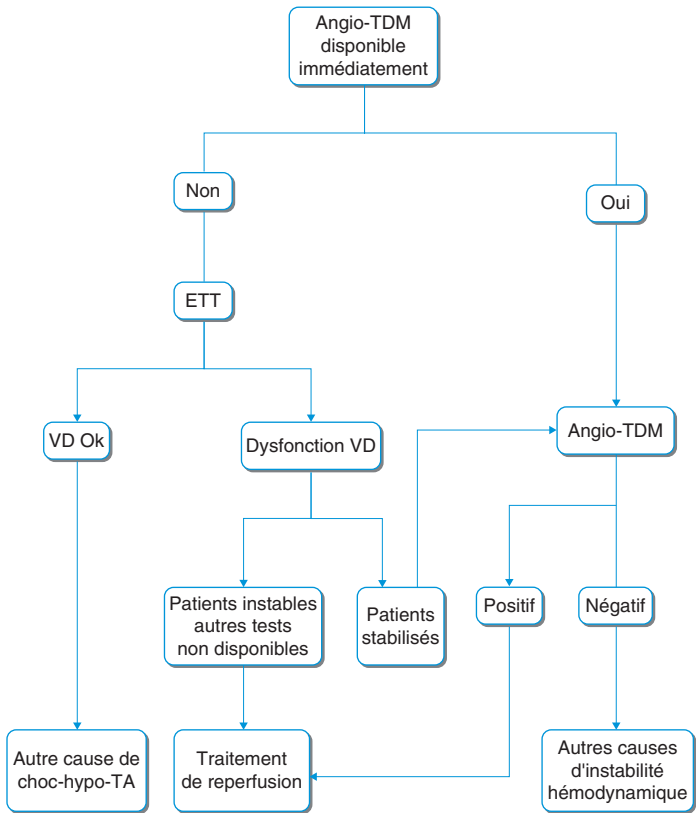 Angio-TDM
disponible
immédiatement
Non
Oui
ETT
VD Ok
Dysfonction VD
Angio-TDM
Patients instables
autres tests
non disponibles
Patients
stabilisés
Positif
Négatif
Autre cause de
choc-hypo-TA
Traitement
de reperfusion
Autres causes
d'instabilité
hémodynamique